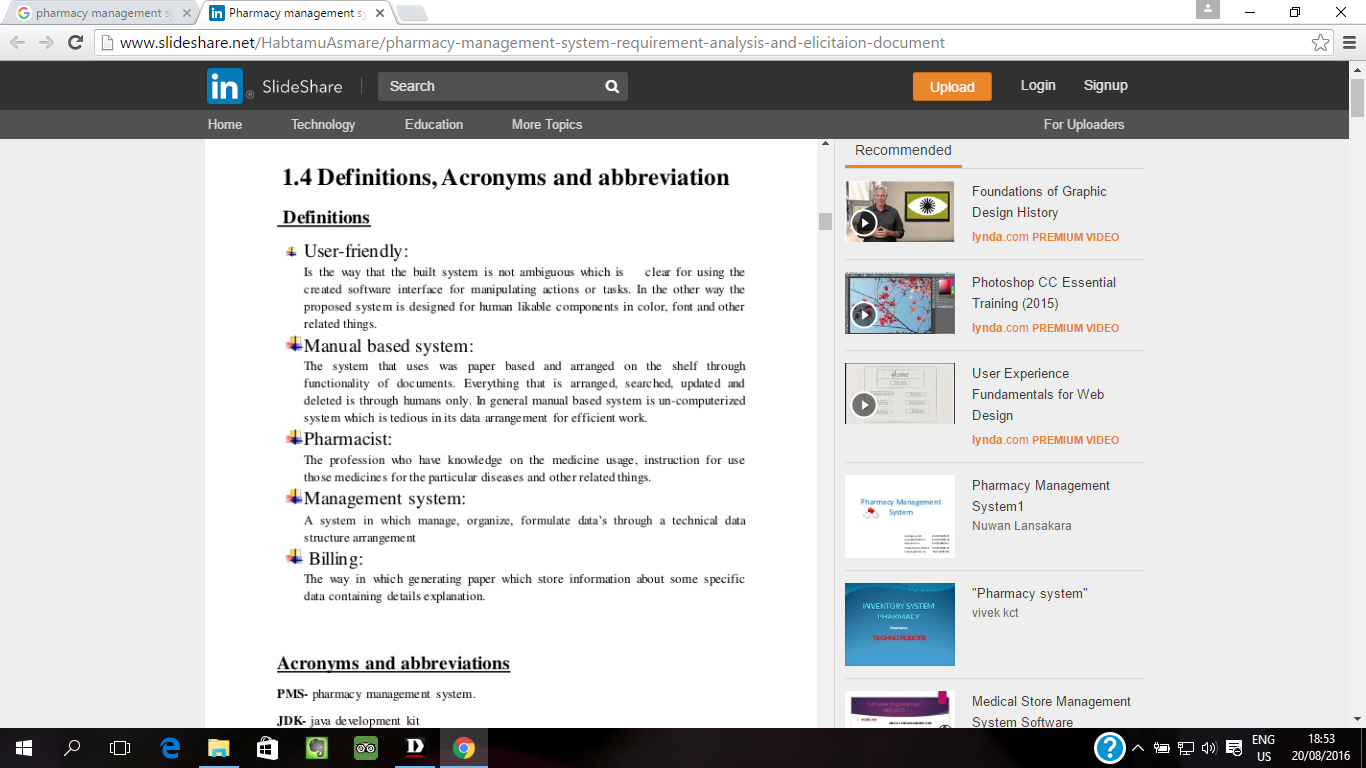 pharmacy management sy
Pharmacy management sy
www.slideshare.net/HabtamuAsmare/pharmacy-management-system-requirement-analysis-and-elicitaion-document
in ® SlideShare
Search
Upload
Login
Signup
Home
Technology
Education
More Topics
For Uploaders
1.4 Definitions, Acronyms and abbreviation
Definitions
User-friendly:
Is the way that the built system is not ambiguous which is clear for using the
created software interface for manipulating actions or tasks. In the other way the
proposed system is designed for human likable components in color, font and other
related things.
Manual based system:
The system that uses was paper based and arranged on the shelf through
functionality of documents. Everything that is arranged, searched, updated and
deleted is through humans only. In general manual based system is un-computerized
system which is tedious in its data arrangement for efficient work.
Pharmacist:
The profession who have knowledge on the medicine usage, instruction for use
those medicines for the particular diseases and other related things.
Management system:
A system in which manage, organize, formulate data's through a technical data
structure arrangement
Billing:
The way in which generating paper which store information about some specific
data containing details explanation.
Acronyms and abbreviations
PMS- pharmacy management system.
JDK- java development kit
Recommended
Foundations of Graphic
Design History
lynda.com PREMIUM VIDEO
Photoshop CC Essential
Training (2015)
lynda.com PREMIUM VIDEO
Home
User Experience
Fundamentals for Web
Design
lynda.com PREMIUM VIDEO
Pharmacy Management
System
Pharmacy Management
System1
Nuwan Lansakara
INVENTORY SYSTEM
PHARMACY
TECHNO ROBOTS
"Pharmacy system"
vivek kct
Medical Store Management
System Software
ENG
US
18:53
20/08/2016